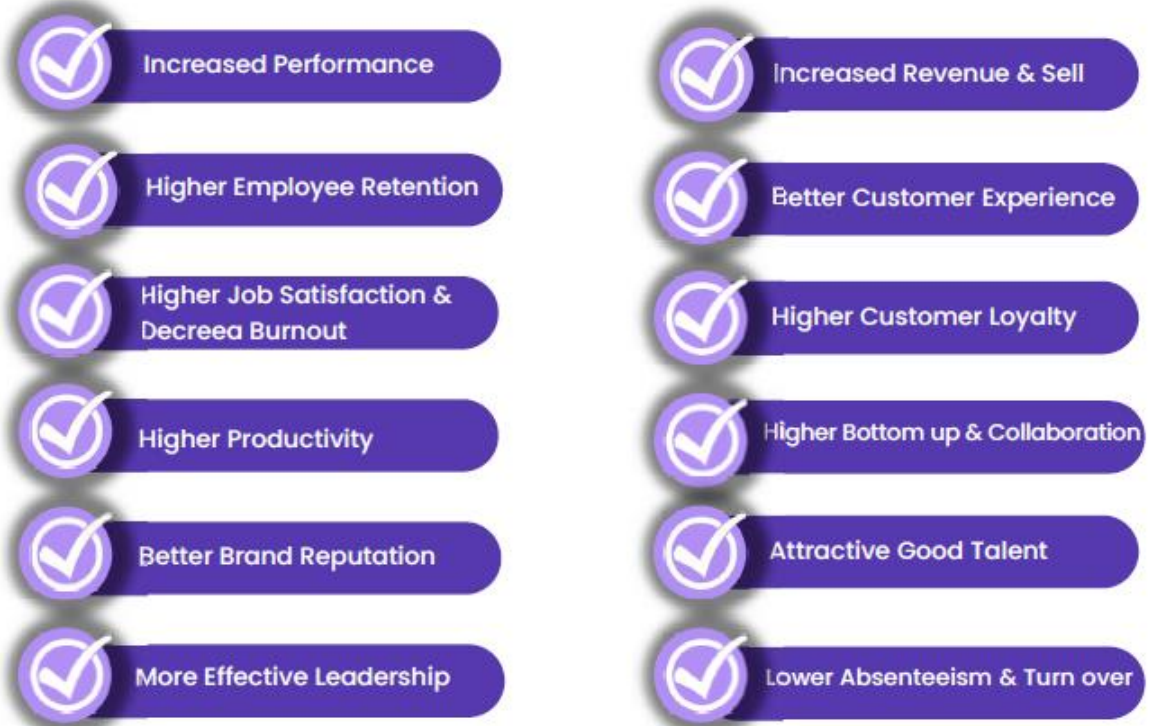 Increased Performance
Higher Employee Retention
Higher Job Satisfaction &
Decreea Burnout
Higher Productivity
Better Brand Reputation
More Effective Leadership
Increased Revenue & Sell
Better Customer Experience
Higher Customer Loyalty
Higher Bottom up & Collaboration
Attractive Good Talent
Lower Absenteeism & Turn over